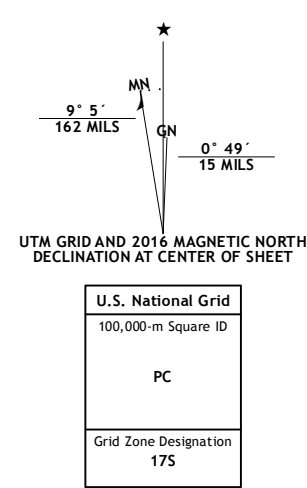 ★
MN
9° 5´
162 MILS
GN
0° 49´
15 MILS
UTM GRID AND 2016 MAGNETIC NORTH
DECLINATION AT CENTER OF SHEET
U.S. National Grid
100,000-m Square ID
PC
Grid Zone Designation
17S